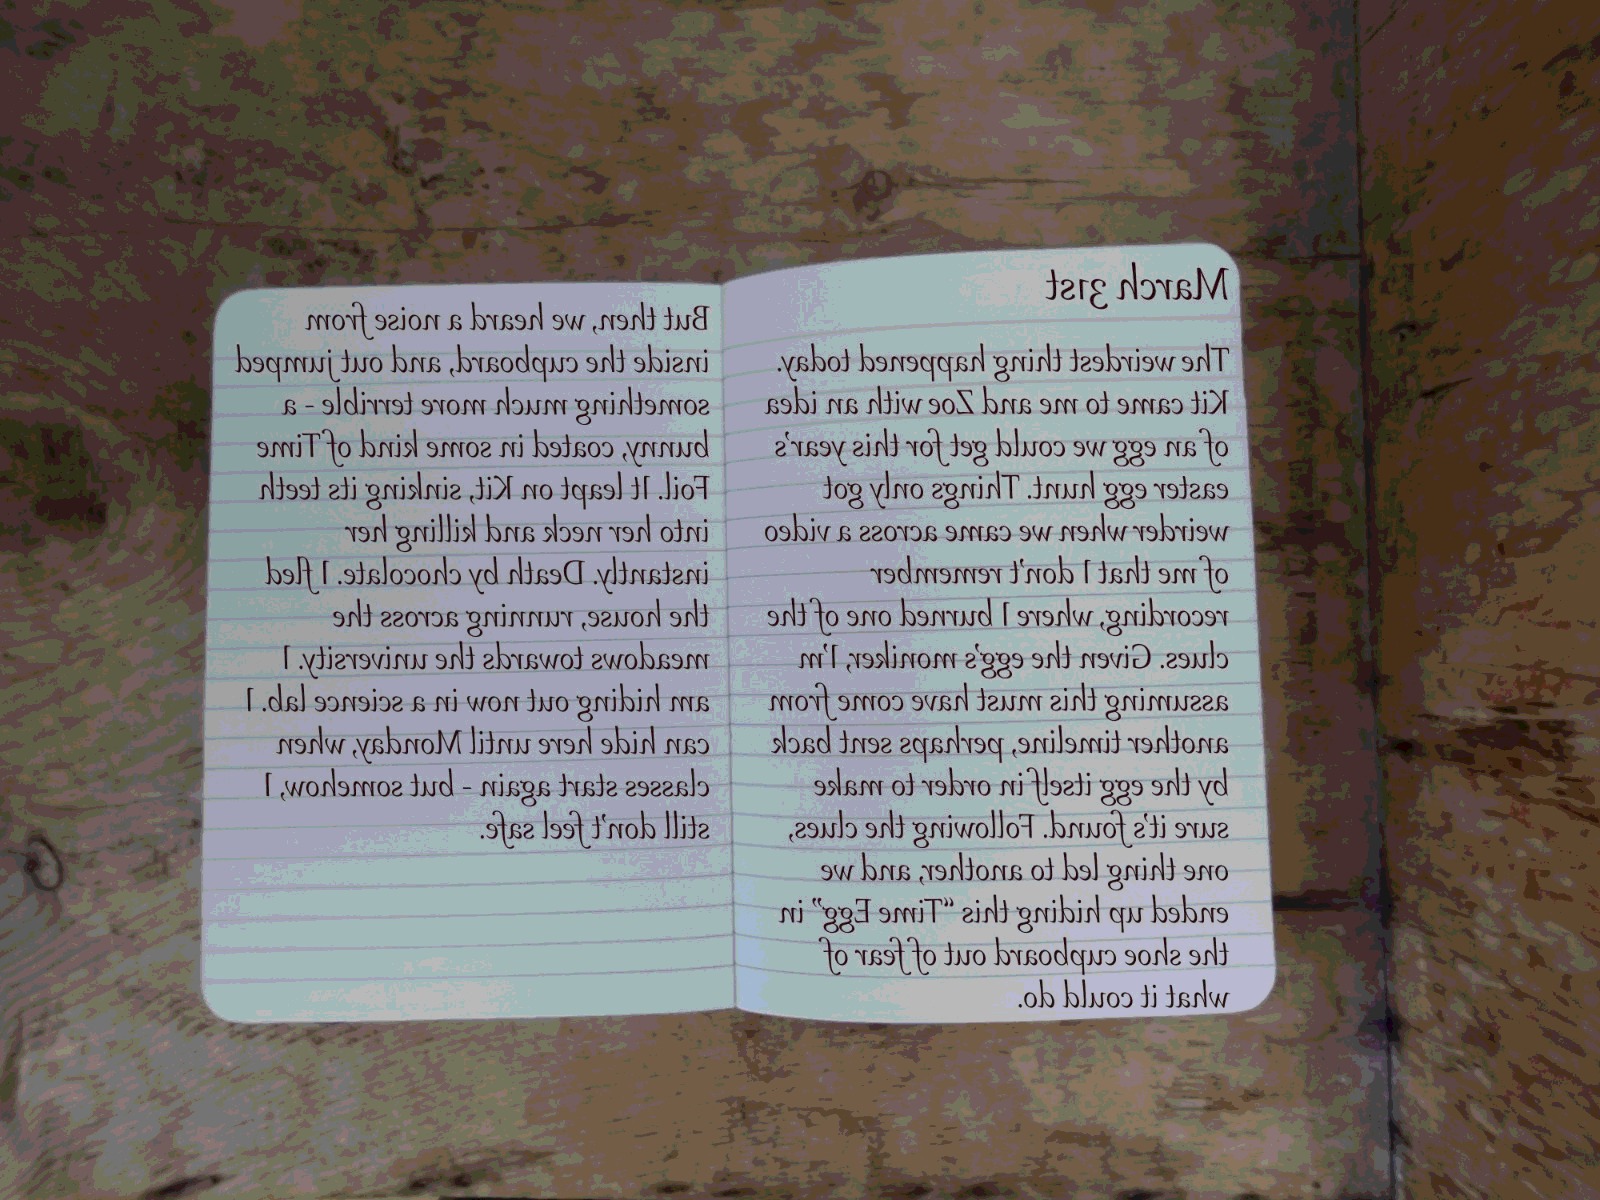 March 31st
The weirdest thing happened today.
Kit came to me and Zoe with an idea
of an egg we could get for this year's
easter egg hunt. Things only got
weirder when we came across a video
of me that I don't remember
recording, where I burned one of the
clues. Given the egg's moniker, I'm
assuming this must have come from
another timeline, perhaps sent back
by the egg itself in order to make
sure it's found. Following the clues,
one thing led to another, and we
ended up hiding this “Time Egg” in
the shoe cupboard out of fear of
what it could do.
But then, we heard a noise from
inside the cupboard, and out jumped
something much more terrible - a
bunny, coated in some kind of Time
Foil. It leapt on Kit, sinking its teeth
into her neck and killing her
instantly. Death by chocolate. I fled
the house, running across the
meadows towards the university. I
am hiding out now in a science lab. I
can hide here until Monday, when
classes start again - but somehow, I
still don't feel safe.